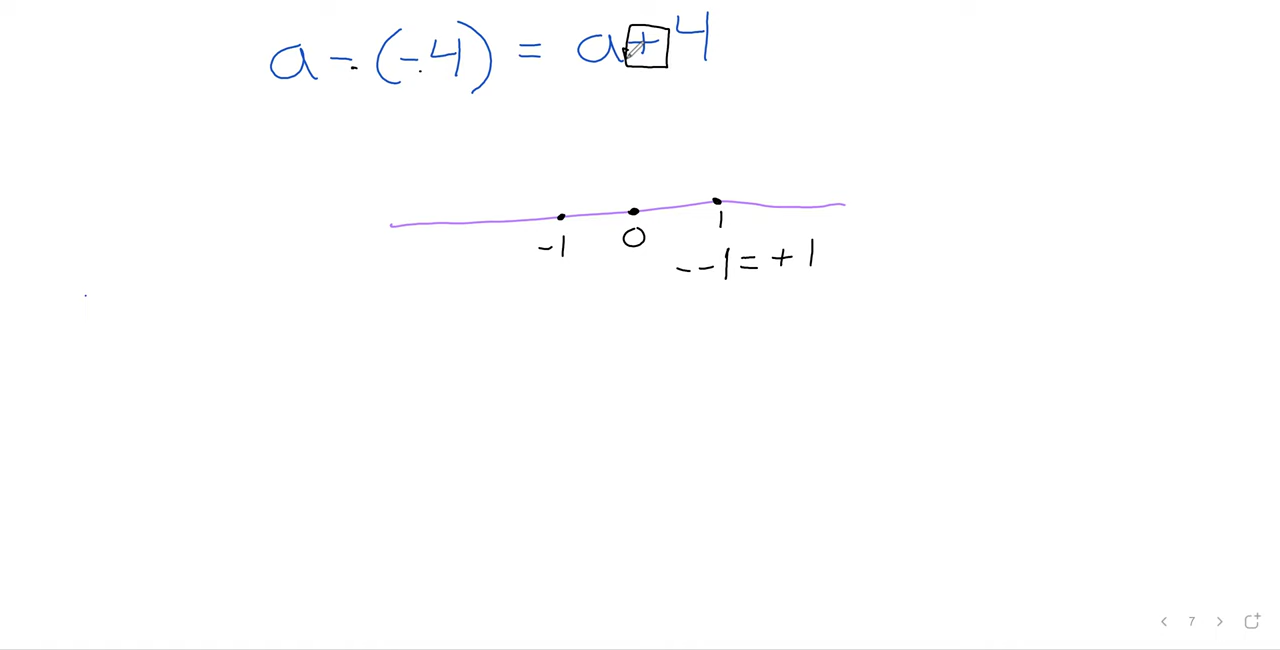 a - (-4) = a + 4
-1 0 1
--1 = +1
< 7 >